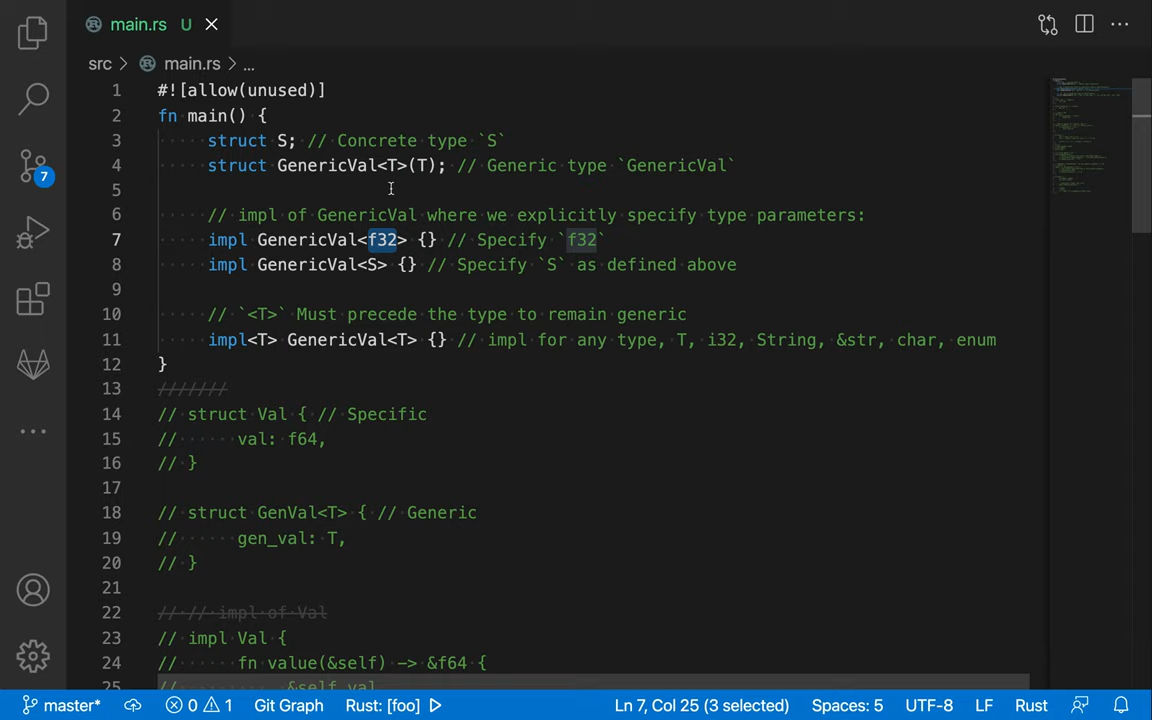 main.rs U
src > main.rs > ...
1 #![allow(unused)]
2 fn main() {
3 struct S; // Concrete type `S`
4 struct GenericVal<T>(T); // Generic type `GenericVal`
5
6 // impl of GenericVal where we explicitly specify type parameters:
7 impl GenericVal<f32> {} // Specify `f32`
8 impl GenericVal<S> {} // Specify `S` as defined above
9
10 // `<T>` Must precede the type to remain generic
11 impl<T> GenericVal<T> {} // impl for any type, T, i32, String, &str, char, enum
12 }
13 ///////
14 // struct Val { // Specific
15 // val: f64,
16 // }
17
18 // struct GenVal<T> { // Generic
19 // gen_val: T,
20 // }
21
22 // // impl of Val
23 // impl Val {
24 // fn value(&self) -> &f64 {
25 // &self.val
7
master* 0 1 Git Graph Rust: [foo] Ln 7, Col 25 (3 selected) Spaces: 5 UTF-8 LF Rust